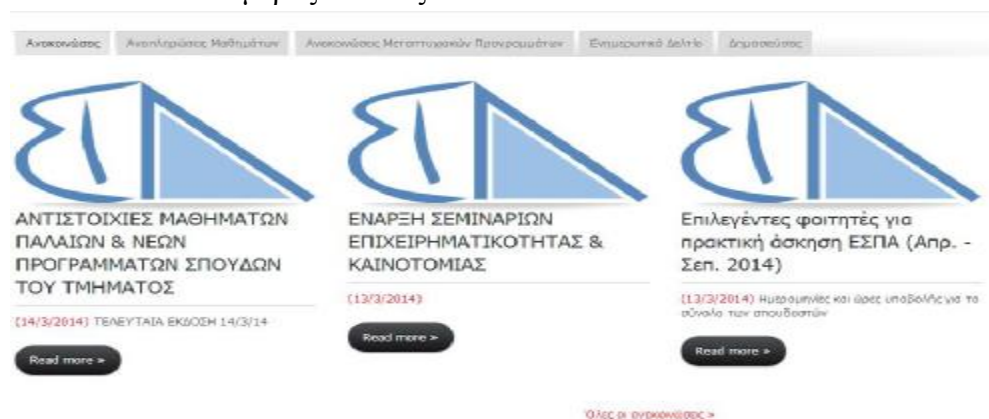 Ανακοινώσεις Αναπληρώσεις Μαθημάτων Ανακοινώσεις Μεταπτυχιακών Προγραμμάτων Ενημερωτικό Δελτίο Δημοσιεύσεις
ΑΝΤΙΣΤΟΙΧΙΕΣ ΜΑΘΗΜΑΤΩΝ
ΠΑΛΑΙΩΝ & ΝΕΩΝ
ΠΡΟΓΡΑΜΜΑΤΩΝ ΣΠΟΥΔΩΝ
ΤΟΥ ΤΜΗΜΑΤΟΣ
(14/3/2014) ΤΕΛΕΥΤΑΙΑ ΕΚΔΟΣΗ 14/3/14
Read more »
ΕΝΑΡΞΗ ΣΕΜΙΝΑΡΙΩΝ
ΕΠΙΧΕΙΡΗΜΑΤΙΚΟΤΗΤΑΣ &
ΚΑΙΝΟΤΟΜΙΑΣ
(13/3/2014)
Read more »
Επιλεγέντες φοιτητές για
πρακτική άσκηση ΕΣΠΑ (Απρ. -
Σεπ. 2014)
(13/3/2014) Ημερομηνίες και ώρες υποβολής για το
σύνολο των σπουδαστών
Read more »
Όλες οι ανακοινώσεις »